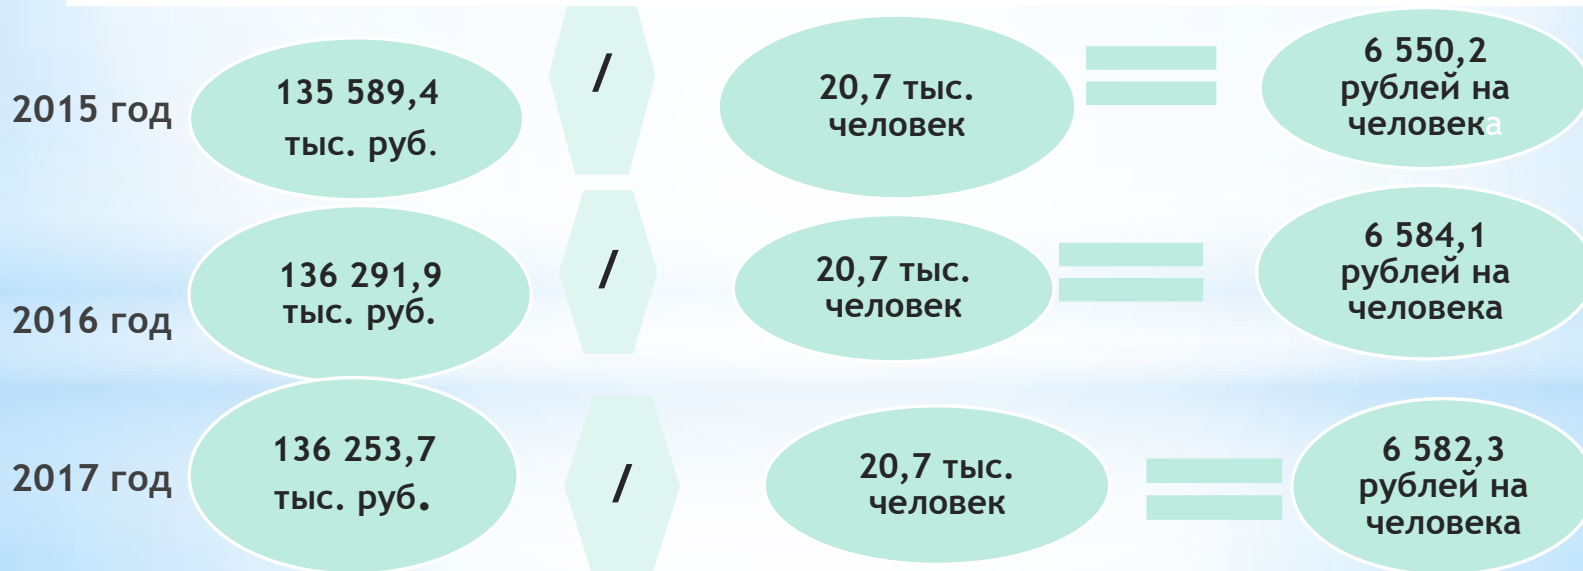 2015 год
135 589,4
тыс. руб.
/
20,7 тыс.
человек
6 550,2
рублей на
человека
2016 год
136 291,9
тыс. руб.
/
20,7 тыс.
человек
6 584,1
рублей на
человека
2017 год
136 253,7
тыс. руб.
/
20,7 тыс.
человек
6 582,3
рублей на
человека